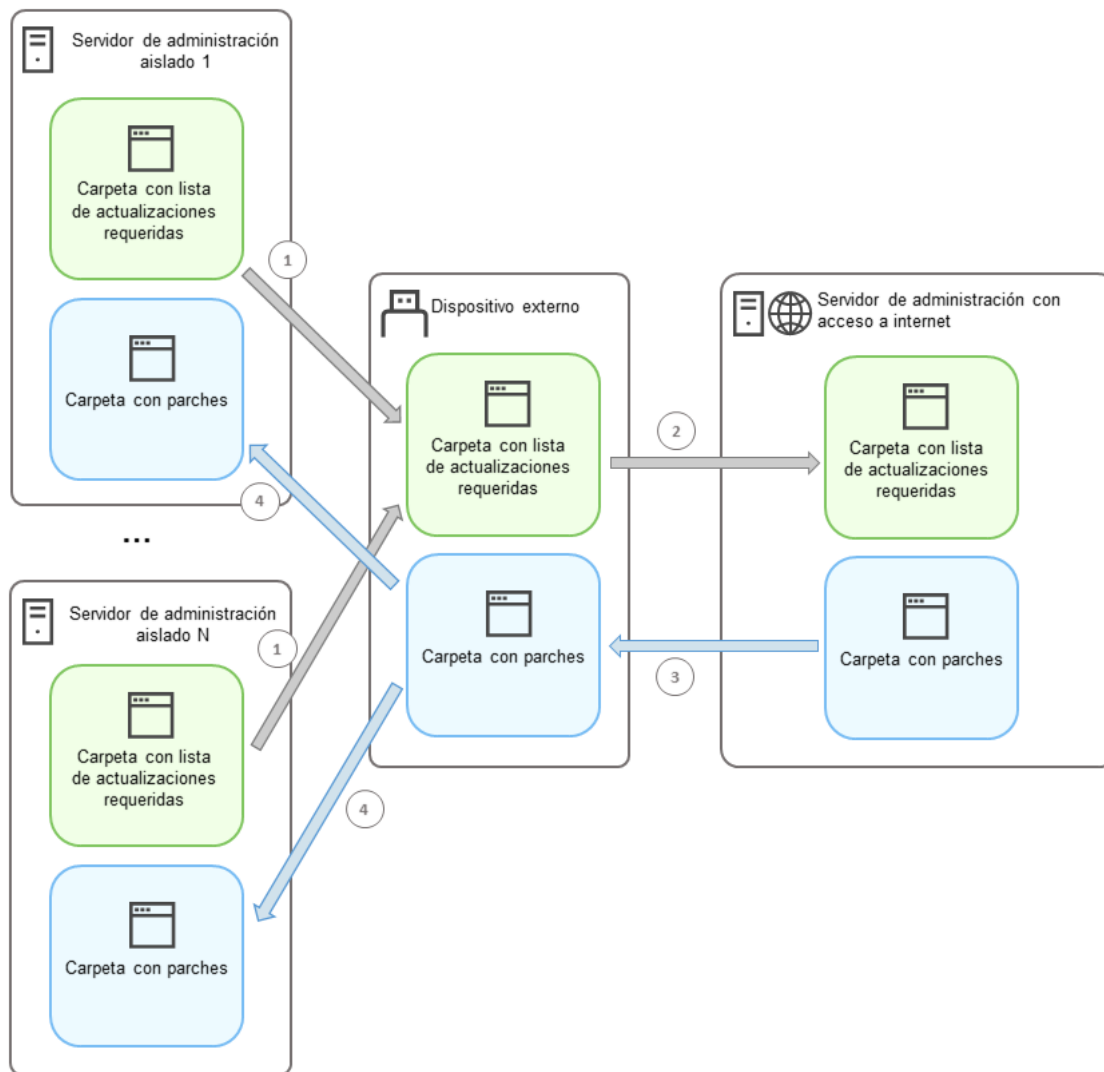 Servidor de administración
aislado 1
Carpeta con lista
de actualizaciones
requeridas
1
Carpeta con parches
4
...
Servidor de administración
aislado N
1
Carpeta con lista
de actualizaciones
requeridas
4
Carpeta con parches
Dispositivo externo
Carpeta con lista
de actualizaciones
requeridas
2
Carpeta con parches
3
Servidor de administración con
acceso a internet
Carpeta con lista
de actualizaciones
requeridas
Carpeta con parches